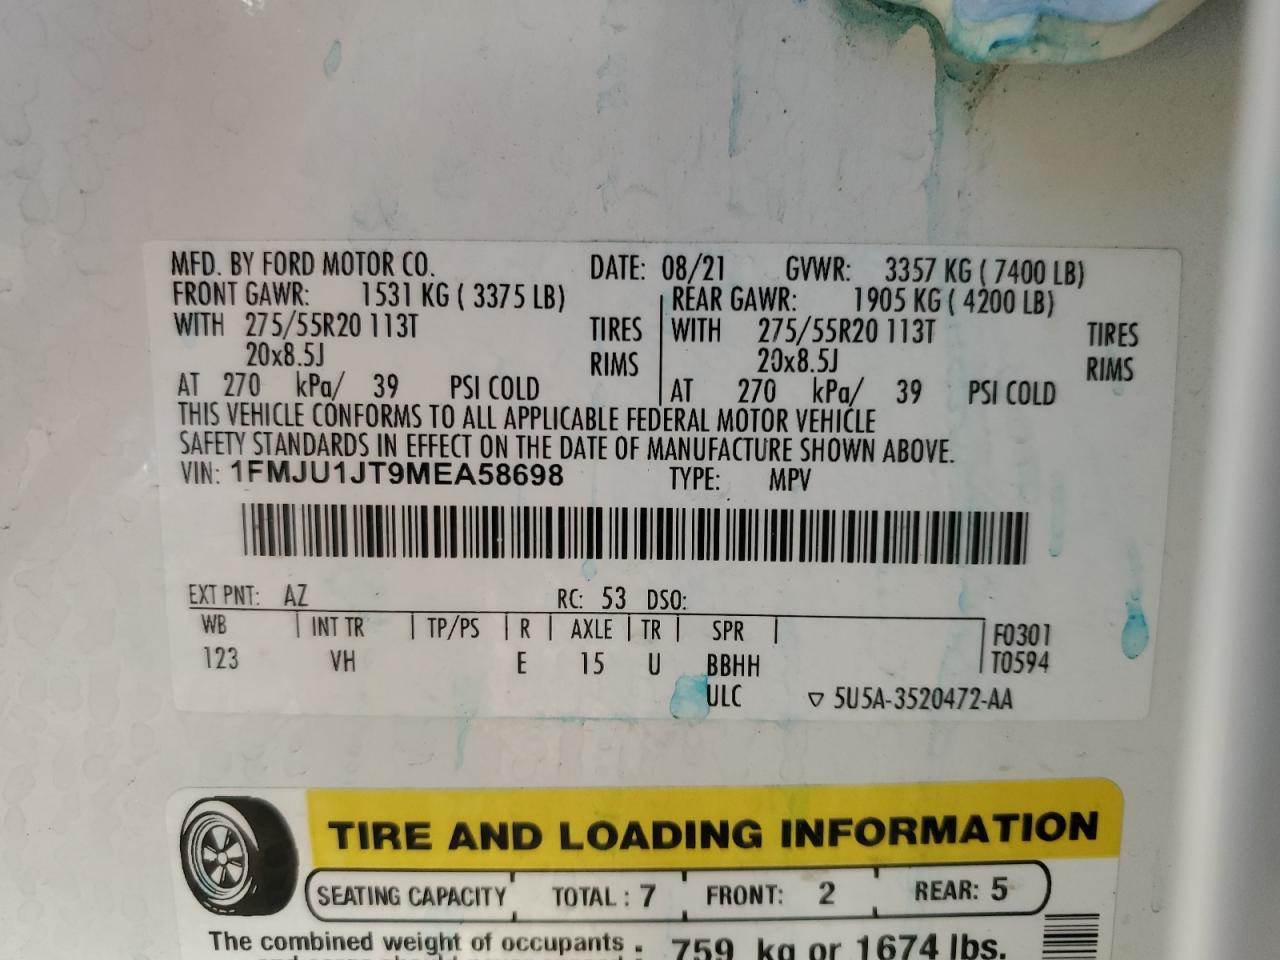 MFD. BY FORD MOTOR CO. DATE: 08/21 GVWR: 3357 KG ( 7400 LB)
FRONT GAWR: 1531 KG ( 3375 LB) REAR GAWR: 1905 KG ( 4200 LB)
WITH 275/55R20 113T TIRES WITH 275/55R20 113T TIRES
20x8.5J RIMS 20x8.5J RIMS
AT 270 kPa/ 39 PSI COLD AT 270 kPa/ 39 PSI COLD
THIS VEHICLE CONFORMS TO ALL APPLICABLE FEDERAL MOTOR VEHICLE
SAFETY STANDARDS IN EFFECT ON THE DATE OF MANUFACTURE SHOWN ABOVE.
VIN: 1FMJU1JT9MEA58698 TYPE: MPV
EXT PNT: AZ RC: 53 DSO:
WB | INT TR | TP/PS | R | AXLE | TR | SPR | F0301
123 VH E 15 U BBHH T0594
ULC ▽ 5U5A-3520472-AA
TIRE AND LOADING INFORMATION
SEATING CAPACITY TOTAL : 7 FRONT: 2 REAR: 5
The combined weight of occupants : 759 kg or 1674 lbs.